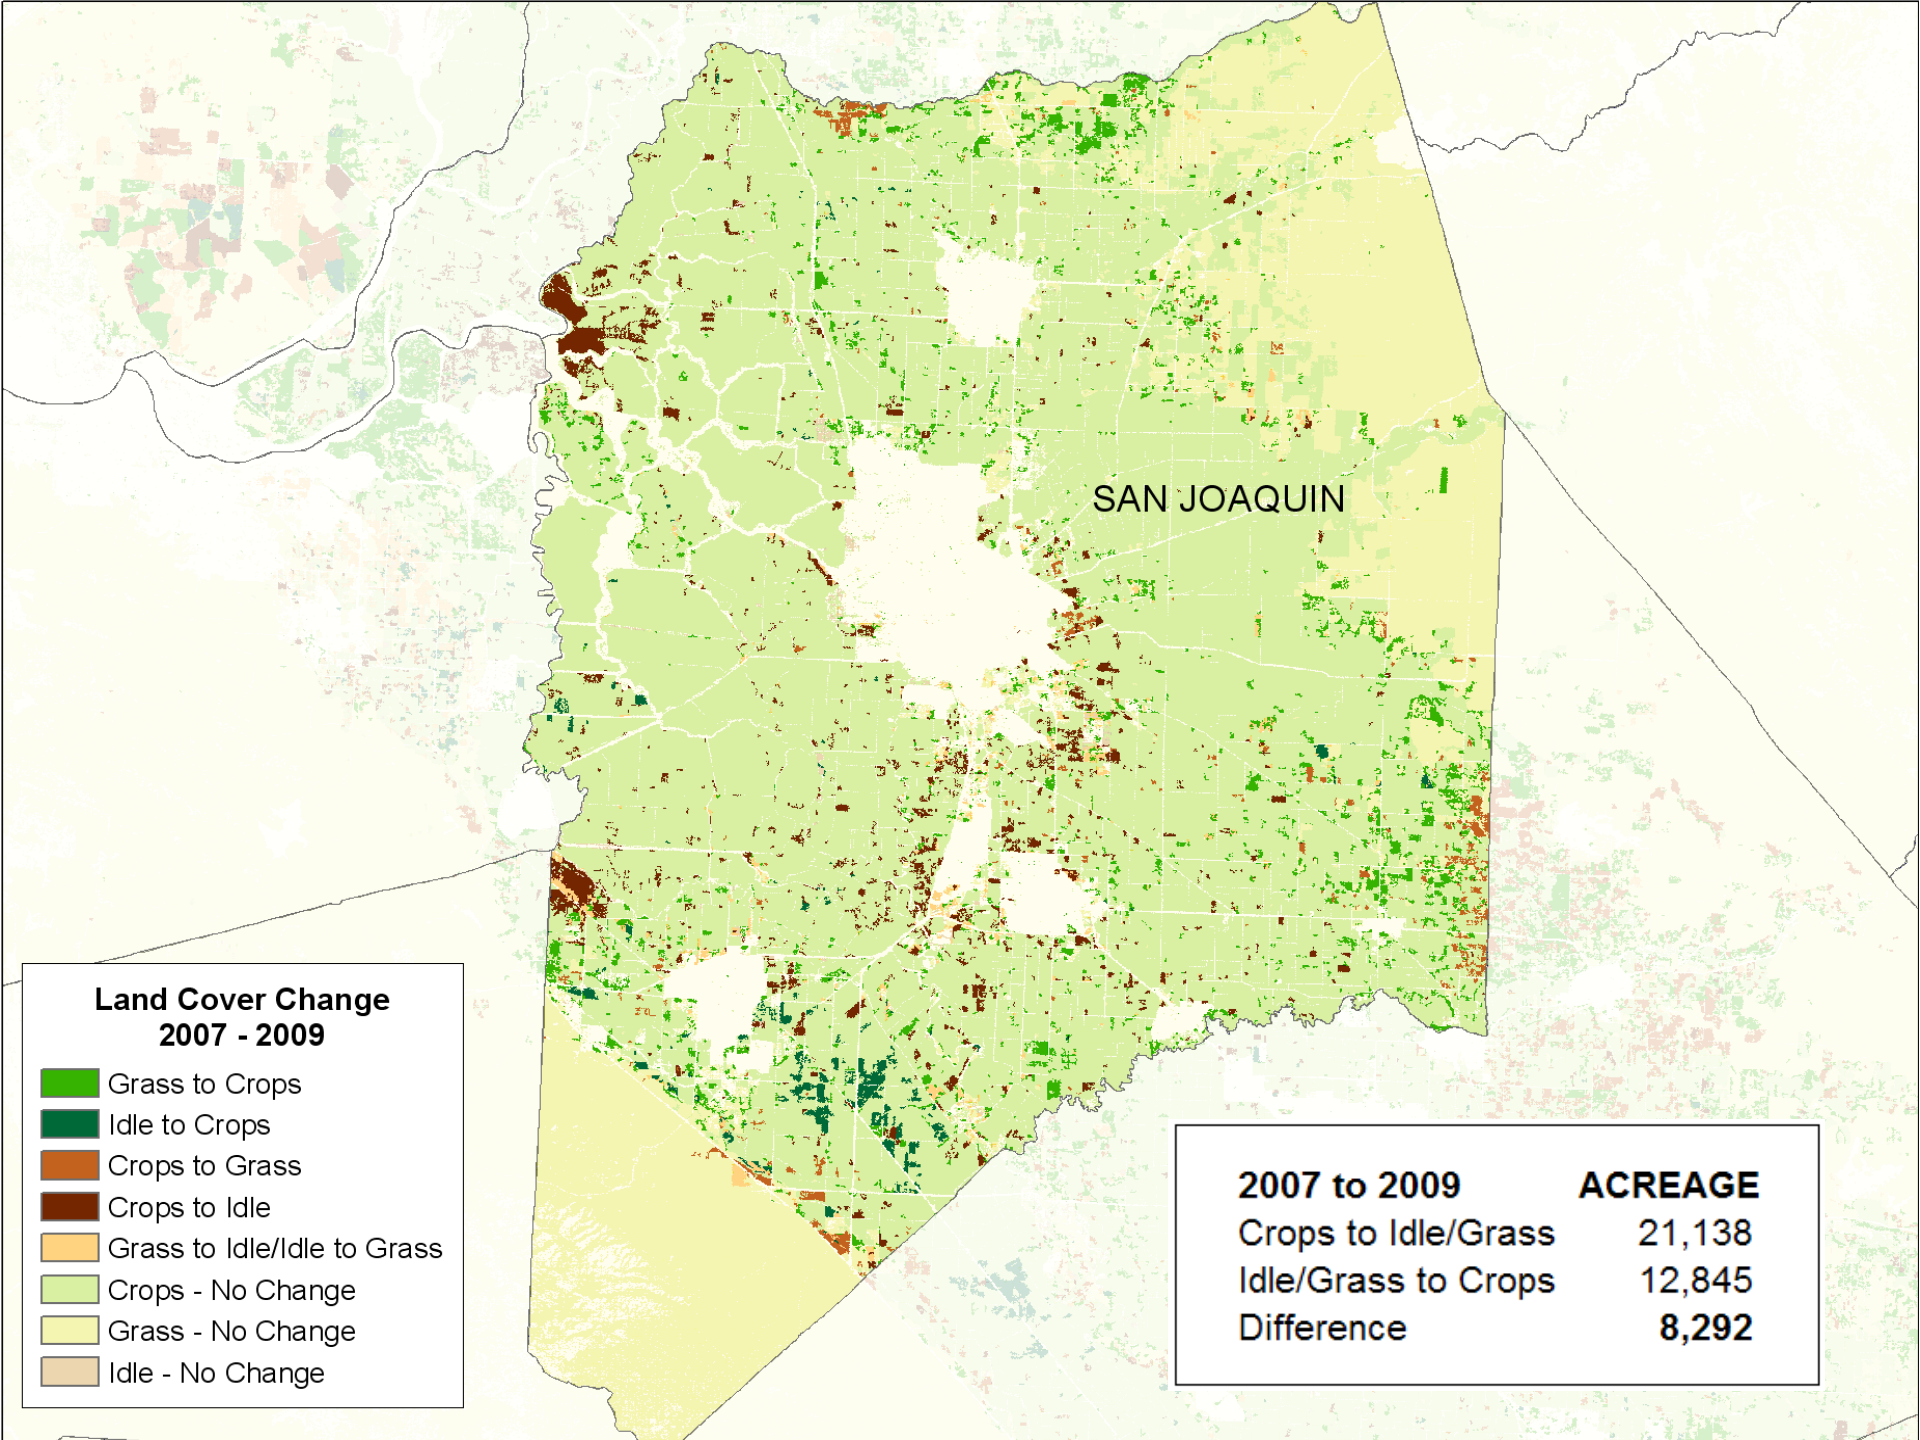 SAN JOAQUIN
Land Cover Change
2007 - 2009
Grass to Crops
Idle to Crops
Crops to Grass
Crops to Idle
Grass to Idle/Idle to Grass
Crops - No Change
Grass - No Change
Idle - No Change
2007 to 2009 ACREAGE
Crops to Idle/Grass 21,138
Idle/Grass to Crops 12,845
Difference 8,292